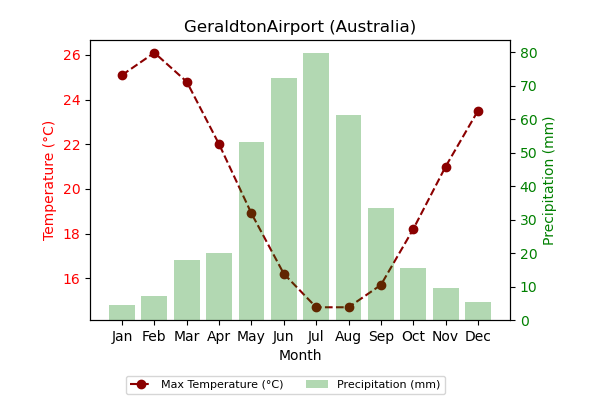 GeraldtonAirport (Australia)
26
24
22
20
18
16
Temperature (°C)
80
70
60
50
40
30
20
10
0
Precipitation (mm)
Jan Feb Mar Apr May Jun Jul Aug Sep Oct Nov Dec
Month
Max Temperature (°C) Precipitation (mm)